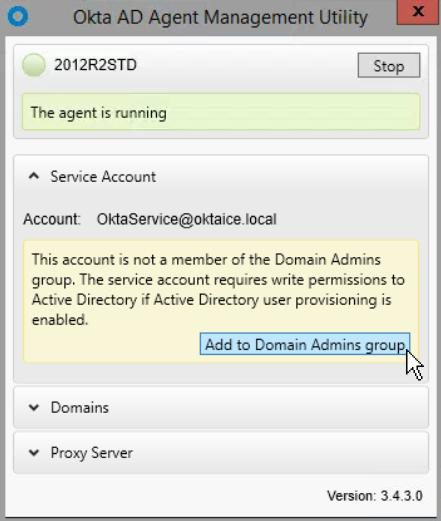 Okta AD Agent Management Utility
X
2012R2STD
Stop
The agent is running
Service Account
Account: OktaService@oktaice.local
This account is not a member of the Domain Admins
group. The service account requires write permissions to
Active Directory if Active Directory user provisioning is
enabled.
Add to Domain Admins group
Domains
Proxy Server
Version: 3.4.3.0